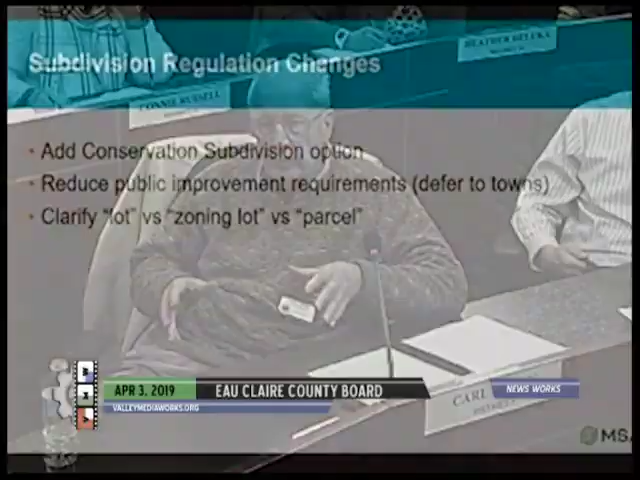 HEATHER DELUKA
Subdivision Regulation Changes
CONNIE RUSSELL
• Add Conservation Subdivision option
• Reduce public improvement requirements (defer to towns)
• Clarify "lot" vs "zoning lot" vs "parcel"
APR 3, 2019 EAU CLAIRE COUNTY BOARD NEWS WORKS
VALLEYMEDIAWORKS.ORG
CARL
MSA